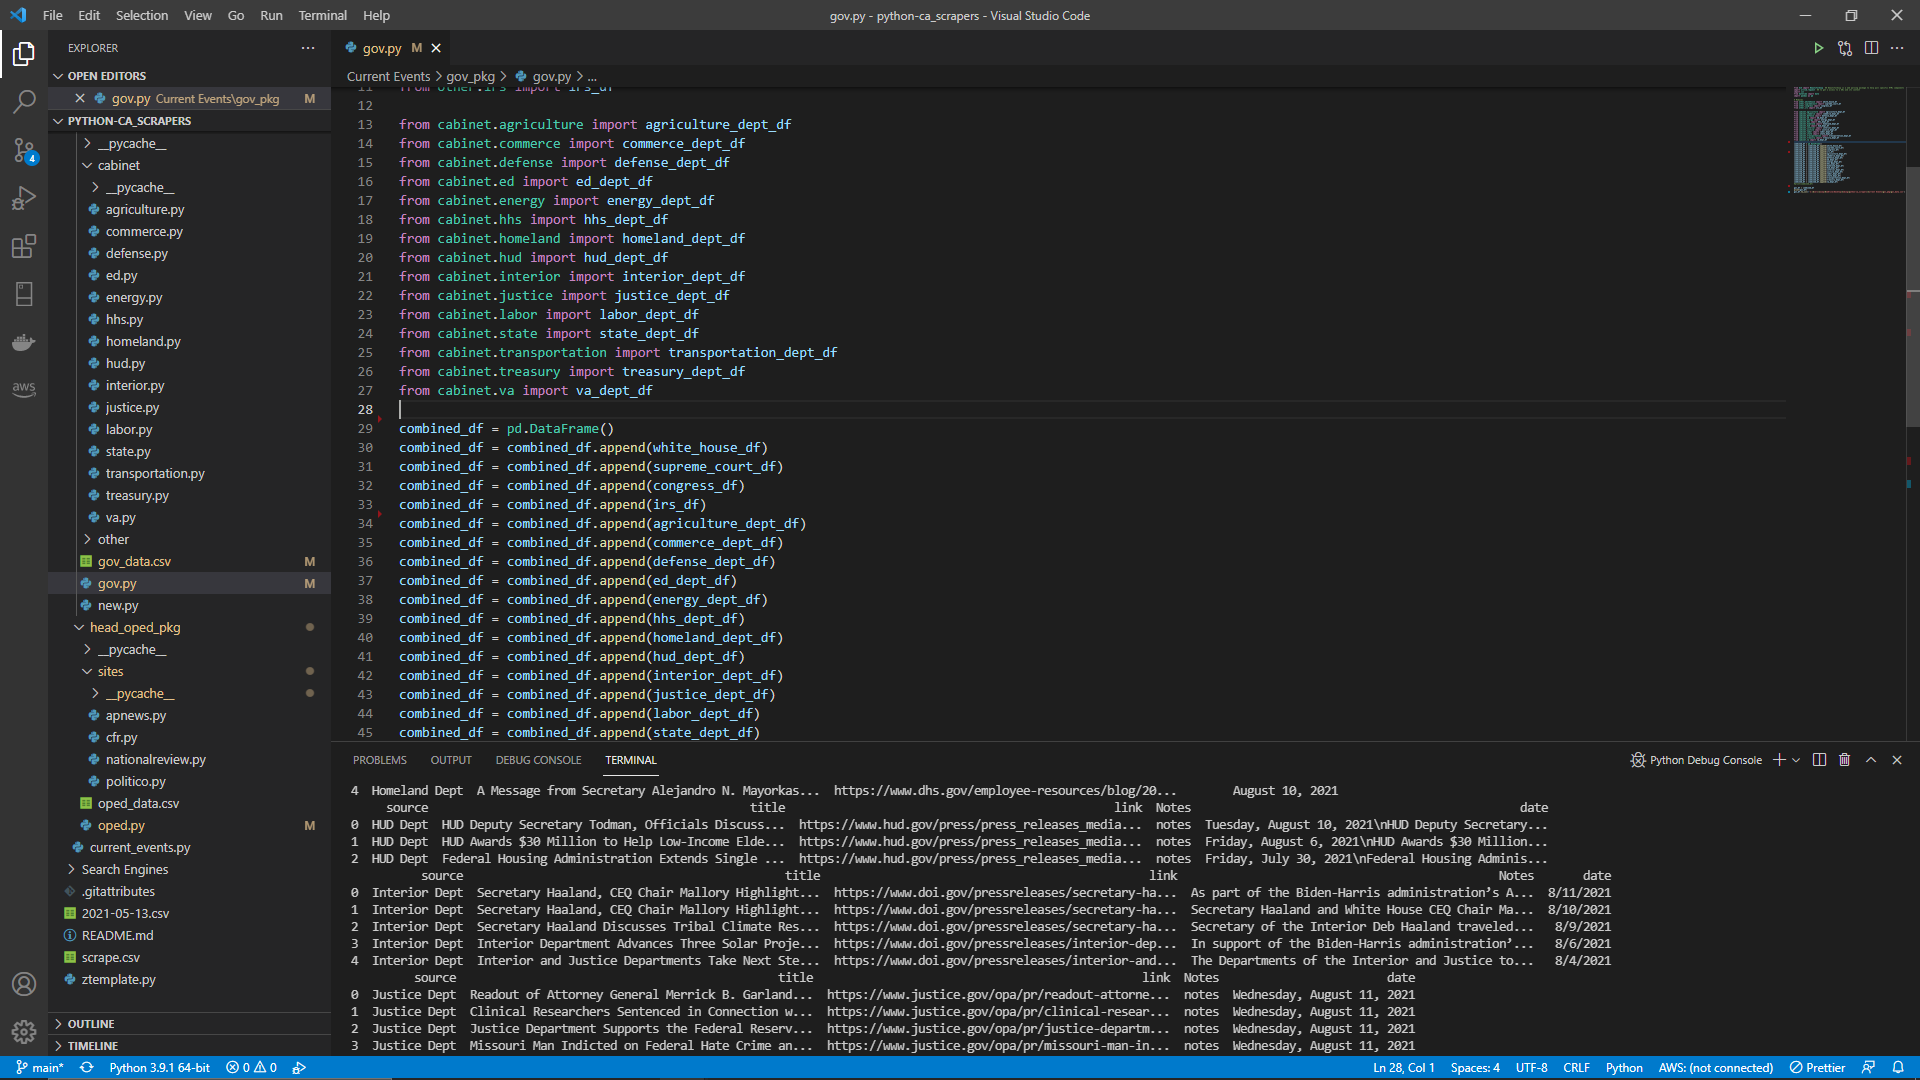 File Edit Selection View Go Run Terminal Help
gov.py - python-ca_scrapers - Visual Studio Code
EXPLORER
OPEN EDITORS
gov.py Current Events\gov_pkg M
PYTHON-CA_SCRAPERS
__pycache__
cabinet
__pycache__
agriculture.py
commerce.py
defense.py
ed.py
energy.py
hhs.py
homeland.py
hud.py
interior.py
justice.py
labor.py
state.py
transportation.py
treasury.py
va.py
other
gov_data.csv M
gov.py M
new.py
head_oped_pkg
__pycache__
sites
__pycache__
apnews.py
cfr.py
nationalreview.py
politico.py
oped_data.csv
oped.py M
current_events.py
Search Engines
.gitattributes
2021-05-13.csv
README.md
scrape.csv
ztemplate.py
OUTLINE
TIMELINE
4
aws
gov.py M
Current Events > gov_pkg > gov.py > ...
11 from other.irs import irs_df
12
13 from cabinet.agriculture import agriculture_dept_df
14 from cabinet.commerce import commerce_dept_df
15 from cabinet.defense import defense_dept_df
16 from cabinet.ed import ed_dept_df
17 from cabinet.energy import energy_dept_df
18 from cabinet.hhs import hhs_dept_df
19 from cabinet.homeland import homeland_dept_df
20 from cabinet.hud import hud_dept_df
21 from cabinet.interior import interior_dept_df
22 from cabinet.justice import justice_dept_df
23 from cabinet.labor import labor_dept_df
24 from cabinet.state import state_dept_df
25 from cabinet.transportation import transportation_dept_df
26 from cabinet.treasury import treasury_dept_df
27 from cabinet.va import va_dept_df
28
29 combined_df = pd.DataFrame()
30 combined_df = combined_df.append(white_house_df)
31 combined_df = combined_df.append(supreme_court_df)
32 combined_df = combined_df.append(congress_df)
33 combined_df = combined_df.append(irs_df)
34 combined_df = combined_df.append(agriculture_dept_df)
35 combined_df = combined_df.append(commerce_dept_df)
36 combined_df = combined_df.append(defense_dept_df)
37 combined_df = combined_df.append(ed_dept_df)
38 combined_df = combined_df.append(energy_dept_df)
39 combined_df = combined_df.append(hhs_dept_df)
40 combined_df = combined_df.append(homeland_dept_df)
41 combined_df = combined_df.append(hud_dept_df)
42 combined_df = combined_df.append(interior_dept_df)
43 combined_df = combined_df.append(justice_dept_df)
44 combined_df = combined_df.append(labor_dept_df)
45 combined_df = combined_df.append(state_dept_df)
PROBLEMS OUTPUT DEBUG CONSOLE TERMINAL
Python Debug Console
4 Homeland Dept A Message from Secretary Alejandro N. Mayorkas... https://www.dhs.gov/employee-resources/blog/20... August 10, 2021
source title link Notes date
0 HUD Dept HUD Deputy Secretary Todman, Officials Discuss... https://www.hud.gov/press/press_releases_media... notes Tuesday, August 10, 2021\nHUD Deputy Secretary...
1 HUD Dept HUD Awards $30 Million to Help Low-Income Elde... https://www.hud.gov/press/press_releases_media... notes Friday, August 6, 2021\nHUD Awards $30 Million...
2 HUD Dept Federal Housing Administration Extends Single ... https://www.hud.gov/press/press_releases_media... notes Friday, July 30, 2021\nFederal Housing Adminis...
source title link Notes date
0 Interior Dept Secretary Haaland, CEQ Chair Mallory Highlight... https://www.doi.gov/pressreleases/secretary-ha... As part of the Biden-Harris administration’s A... 8/11/2021
1 Interior Dept Secretary Haaland, CEQ Chair Mallory Highlight... https://www.doi.gov/pressreleases/secretary-ha... Secretary Haaland and White House CEQ Chair Ma... 8/10/2021
2 Interior Dept Secretary Haaland Discusses Tribal Climate Res... https://www.doi.gov/pressreleases/secretary-ha... Secretary of the Interior Deb Haaland traveled... 8/9/2021
3 Interior Dept Interior Department Advances Three Solar Proje... https://www.doi.gov/pressreleases/interior-dep... In support of the Biden-Harris administration’... 8/6/2021
4 Interior Dept Interior and Justice Departments Take Next Ste... https://www.doi.gov/pressreleases/interior-and... The Departments of the Interior and Justice to... 8/4/2021
source title link Notes date
0 Justice Dept Readout of Attorney General Merrick B. Garland... https://www.justice.gov/opa/pr/readout-attorne... notes Wednesday, August 11, 2021
1 Justice Dept Clinical Researchers Sentenced in Connection w... https://www.justice.gov/opa/pr/clinical-resear... notes Wednesday, August 11, 2021
2 Justice Dept Justice Department Supports the Federal Reserv... https://www.justice.gov/opa/pr/justice-departm... notes Wednesday, August 11, 2021
3 Justice Dept Missouri Man Indicted on Federal Hate Crime an... https://www.justice.gov/opa/pr/missouri-man-in... notes Wednesday, August 11, 2021
main* Python 3.9.1 64-bit 0 0 Ln 28, Col 1 Spaces: 4 UTF-8 CRLF Python AWS: (not connected) Prettier